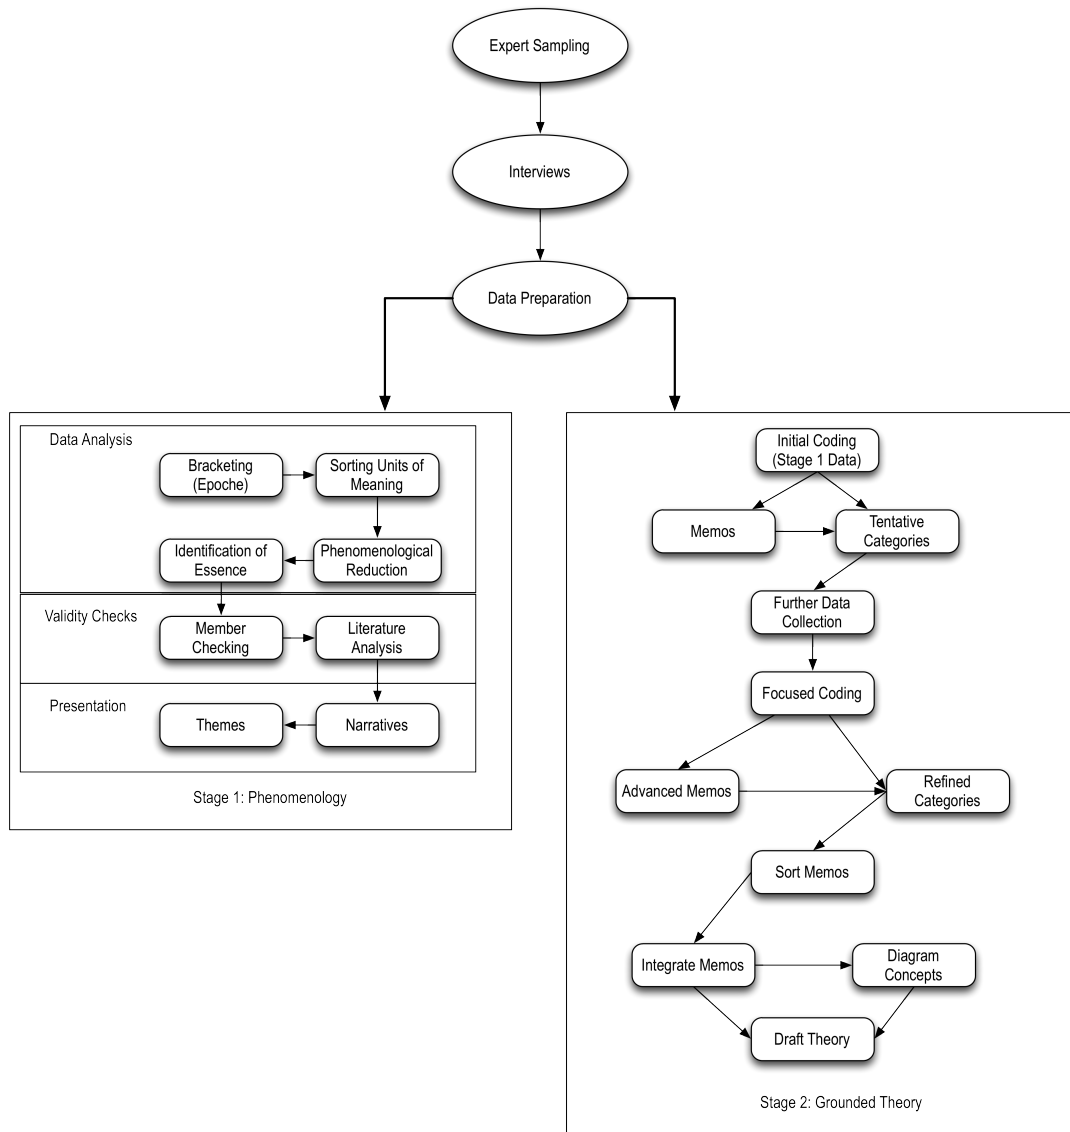 Expert Sampling
Interviews
Data Preparation
Data Analysis
Bracketing
(Epoche)
Sorting Units of
Meaning
Identification of
Essence
Phenomenological
Reduction
Validity Checks
Member
Checking
Literature
Analysis
Presentation
Themes
Narratives
Stage 1: Phenomenology
Initial Coding
(Stage 1 Data)
Memos
Tentative
Categories
Further Data
Collection
Focused Coding
Advanced Memos
Refined
Categories
Sort Memos
Integrate Memos
Diagram
Concepts
Draft Theory
Stage 2: Grounded Theory